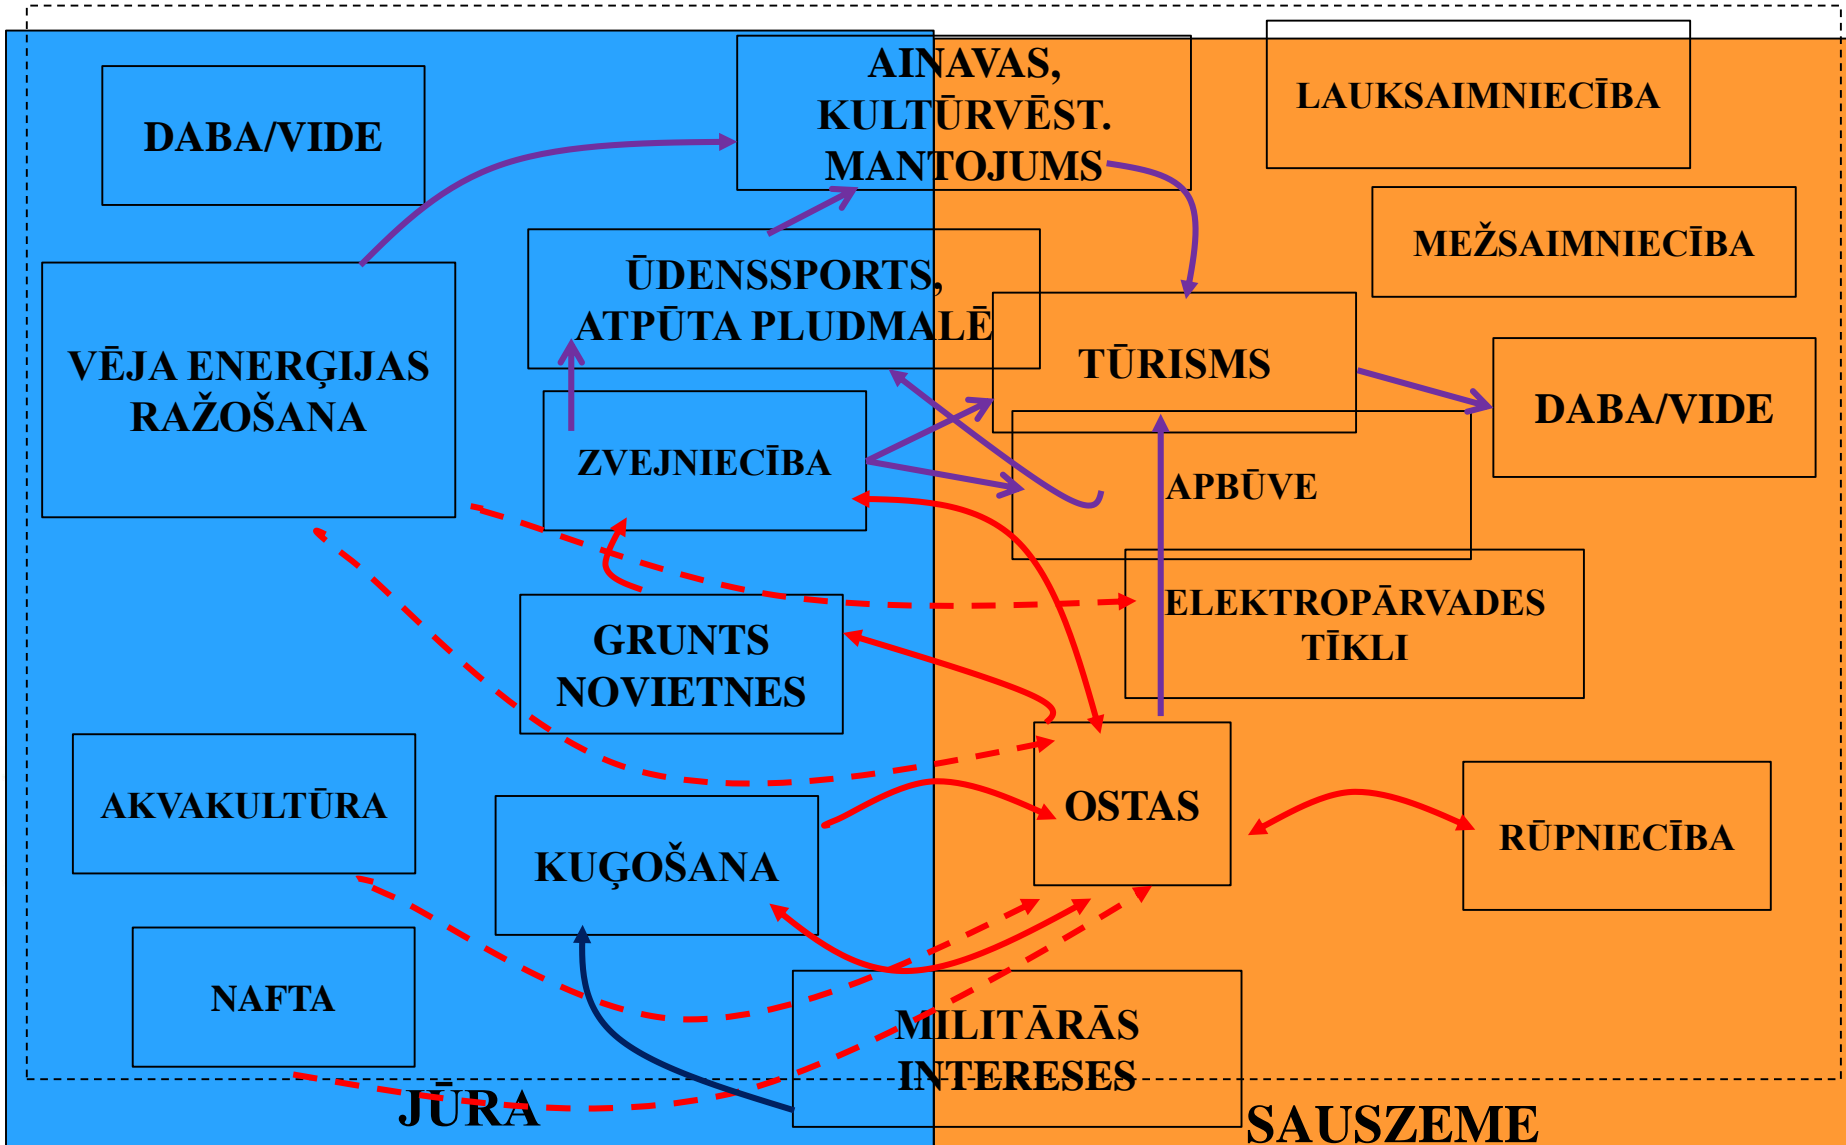 AINAVAS,
KULTŪRVĒST.
MANTOJUMS
LAUKSAIMNIECĪBA
DABA/VIDE
MEŽSAIMNIECĪBA
ŪDENSSPORTS,
ATPŪTA PLUDMALĒ
VĒJA ENERĢIJAS
RAŽOŠANA
TŪRISMS
DABA/VIDE
ZVEJNIECĪBA
APBŪVE
ELEKTROPĀRVADES
TĪKLI
GRUNTS
NOVIETNES
AKVAKULTŪRA
KUĢOŠANA
OSTAS
RŪPNIECĪBA
NAFTA
MILITĀRĀS
INTERESES
JŪRA
SAUSZEME